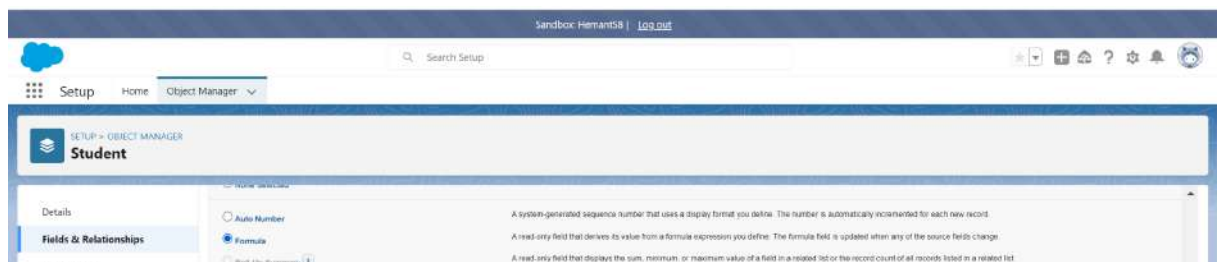 Sandbox: HemantSB | Log out
Search Setup
Setup Home Object Manager
SETUP > OBJECT MANAGER
Student
None Selected
Details
Auto Number A system-generated sequence number that uses a display format you define. The number is automatically incremented for each new record.
Fields & Relationships
Formula A read-only field that derives its value from a formula expression you define. The formula field is updated when any of the source fields change.
A read-only field that displays the sum, minimum, or maximum value of a field in a related list or the record count of all records listed in a related list